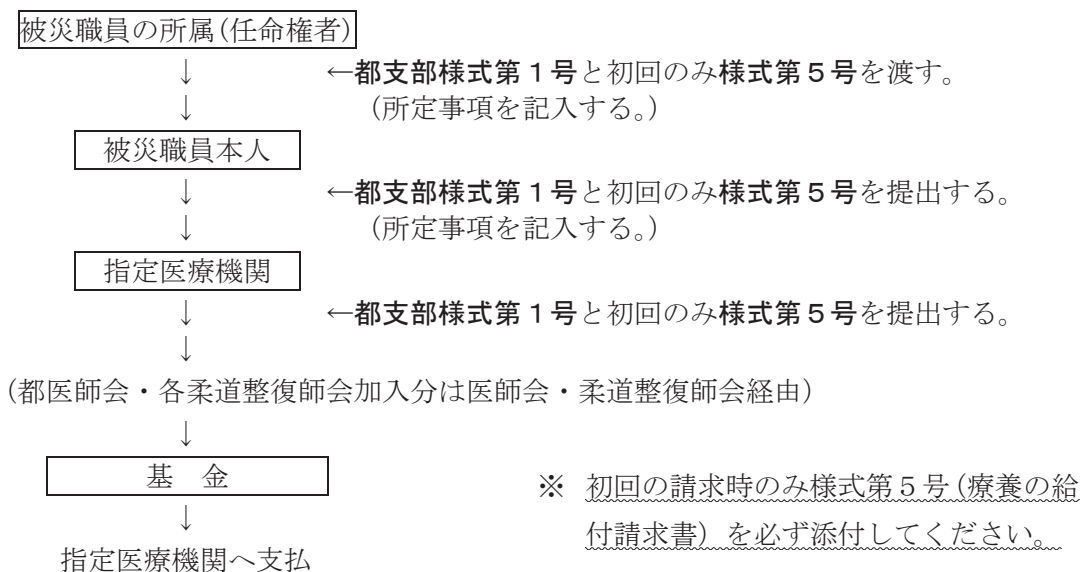 被災職員の所属(任命権者)
↓ ←都支部様式第1号と初回のみ様式第5号を渡す。
↓ (所定事項を記入する。)
被災職員本人
↓ ←都支部様式第1号と初回のみ様式第5号を提出する。
↓ (所定事項を記入する。)
指定医療機関
↓ ←都支部様式第1号と初回のみ様式第5号を提出する。
↓
(都医師会・各柔道整復師会加入分は医師会・柔道整復師会経由)
↓
基 金
※ 初回の請求時のみ様式第5号(療養の給
↓
付請求書)を必ず添付してください。
指定医療機関へ支払